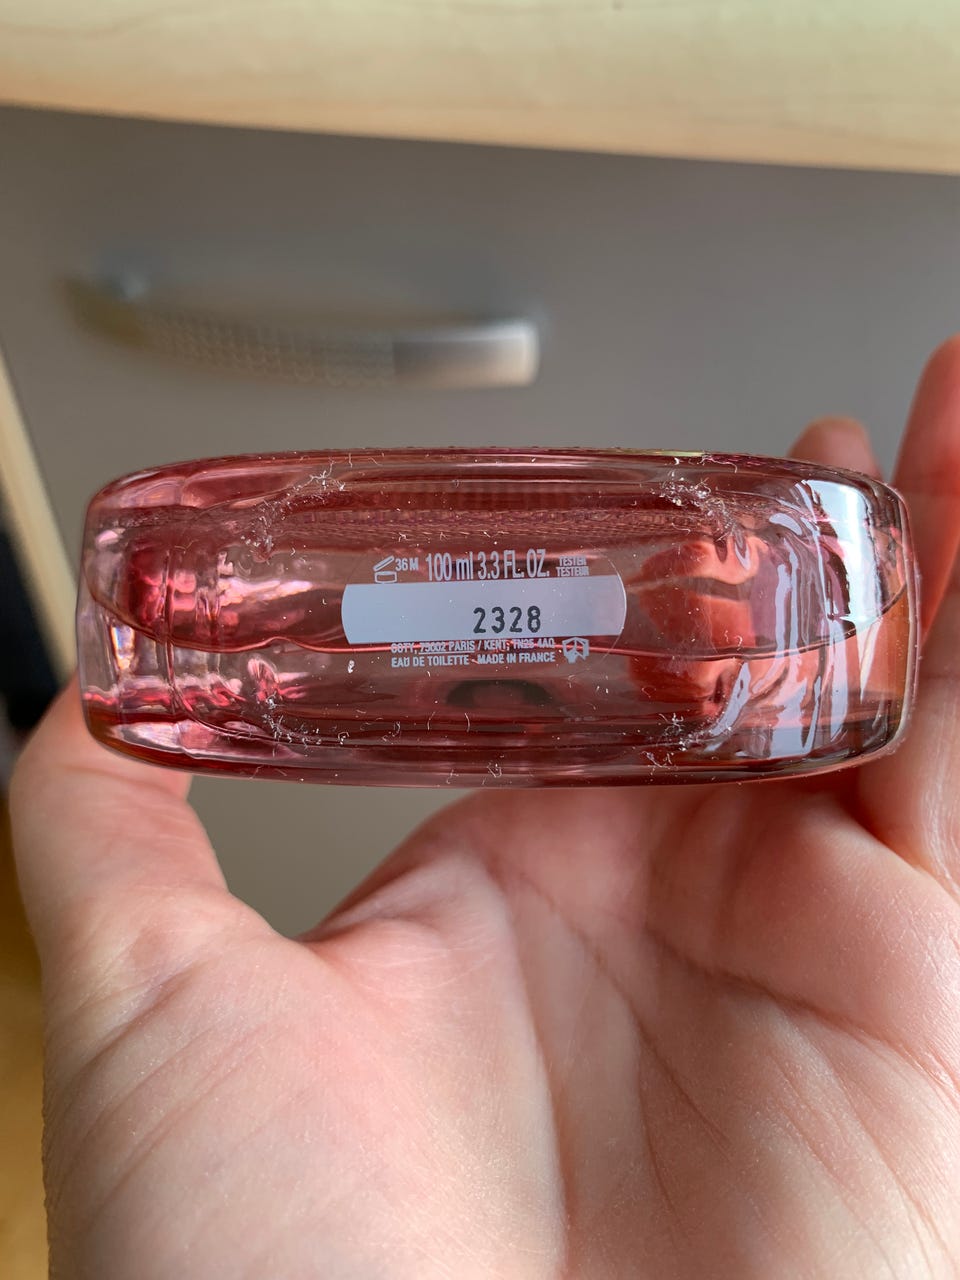 36 M 100 ml 3.3 FL. OZ. TESTER
TESTEUR
2328
COTY, 75002 PARIS / KENT, TN25 4AQ
EAU DE TOILETTE - MADE IN FRANCE